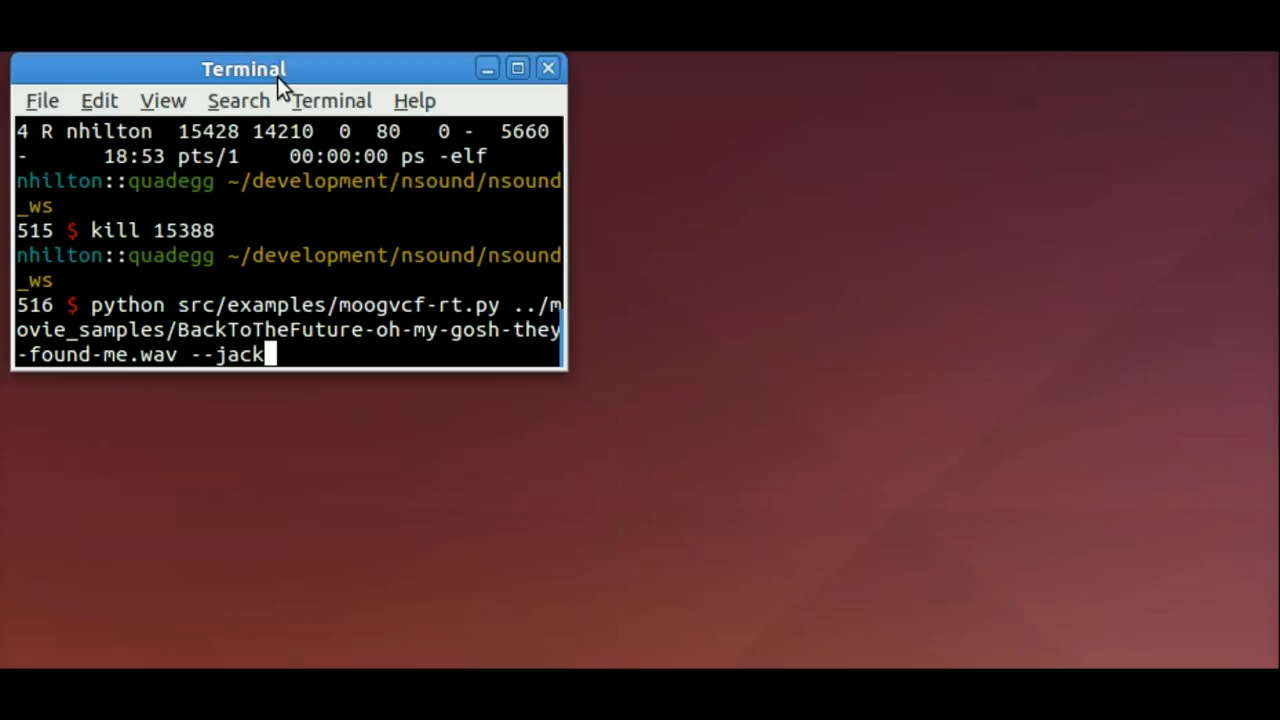 Terminal
File Edit View Search Terminal Help
4 R nhilton 15428 14210 0 80 0 - 5660
- 18:53 pts/1 00:00:00 ps -elf
nhilton::quadegg ~/development/nsound/nsound
_ws
515 $ kill 15388
nhilton::quadegg ~/development/nsound/nsound
_ws
516 $ python src/examples/moogvcf-rt.py ../m
ovie_samples/BackToTheFuture-oh-my-gosh-they
-found-me.wav --jack